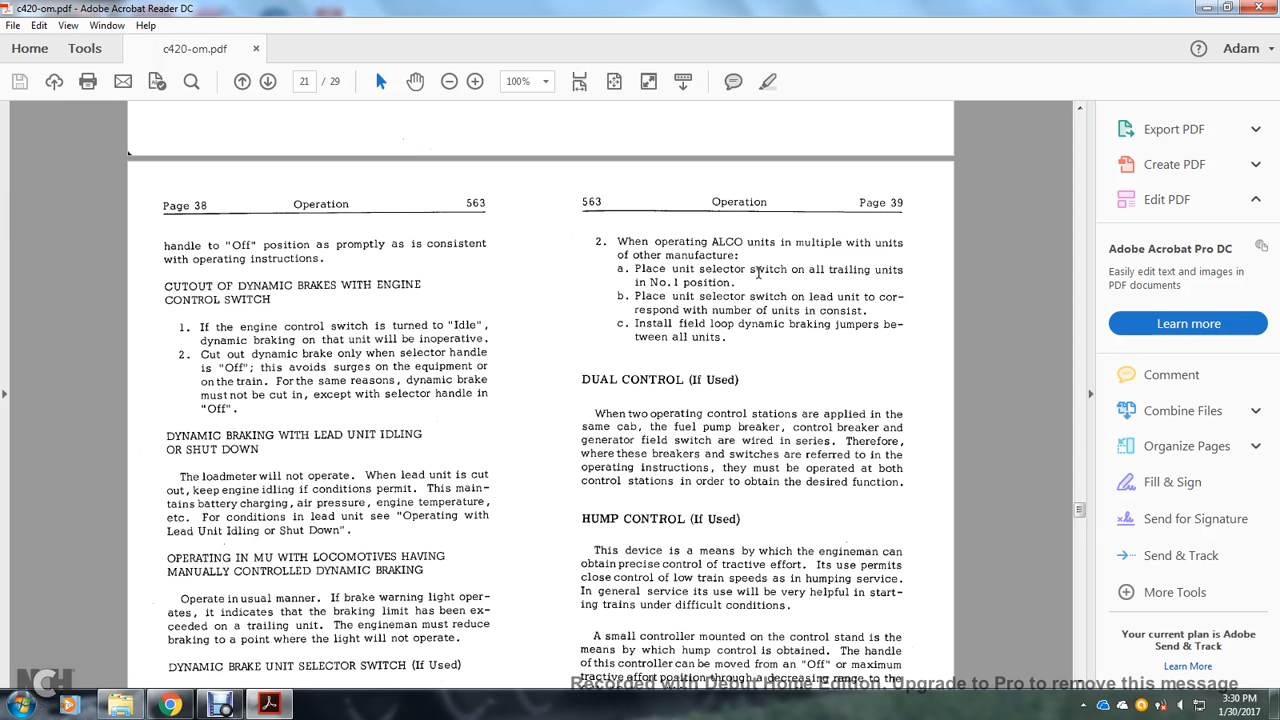 c420-om.pdf - Adobe Acrobat Reader DC
File Edit View Window Help
Home Tools c420-om.pdf × Adam
21 / 29 100%
Page 38 Operation 563
handle to "Off" position as promptly as is consistent
with operating instructions.
CUTOUT OF DYNAMIC BRAKES WITH ENGINE
CONTROL SWITCH
1. If the engine control switch is turned to "Idle",
dynamic braking on that unit will be inoperative.
2. Cut out dynamic brake only when selector handle
is "Off"; this avoids surges on the equipment or
on the train. For the same reasons, dynamic brake
must not be cut in, except with selector handle in
"Off".
DYNAMIC BRAKING WITH LEAD UNIT IDLING
OR SHUT DOWN
The loadmeter will not operate. When lead unit is cut
out, keep engine idling if conditions permit. This main-
tains battery charging, air pressure, engine temperature,
etc. For conditions in lead unit see "Operating with
Lead Unit Idling or Shut Down".
OPERATING IN MU WITH LOCOMOTIVES HAVING
MANUALLY CONTROLLED DYNAMIC BRAKING
Operate in usual manner. If brake warning light oper-
ates, it indicates that the braking limit has been ex-
ceeded on a trailing unit. The engineman must reduce
braking to a point where the light will not operate.
DYNAMIC BRAKE UNIT SELECTOR SWITCH (If Used)
563 Operation Page 39
2. When operating ALCO units in multiple with units
of other manufacture:
a. Place unit selector switch on all trailing units
in No. 1 position.
b. Place unit selector switch on lead unit to cor-
respond with number of units in consist.
c. Install field loop dynamic braking jumpers be-
tween all units.
DUAL CONTROL (If Used)
When two operating control stations are applied in the
same cab, the fuel pump breaker, control breaker and
generator field switch are wired in series. Therefore,
where these breakers and switches are referred to in the
operating instructions, they must be operated at both
control stations in order to obtain the desired function.
HUMP CONTROL (If Used)
This device is a means by which the engineman can
obtain precise control of tractive effort. Its use permits
close control of low train speeds as in humping service.
In general service its use will be very helpful in start-
ing trains under difficult conditions.
A small controller mounted on the control stand is the
means by which hump control is obtained. The handle
of this controller can be moved from an "Off" or maximum
tractive effort position through a decreasing range to the
Export PDF
Create PDF
Edit PDF
Adobe Acrobat Pro DC
Easily edit text and images in
PDF documents
Learn more
Comment
Combine Files
Organize Pages
Fill & Sign
Send for Signature
Send & Track
More Tools
Your current plan is Adobe
Send & Track
Learn More
NCH
Recorded with Debut Home Edition. Upgrade to Pro to remove this message
3:30 PM
1/30/2017